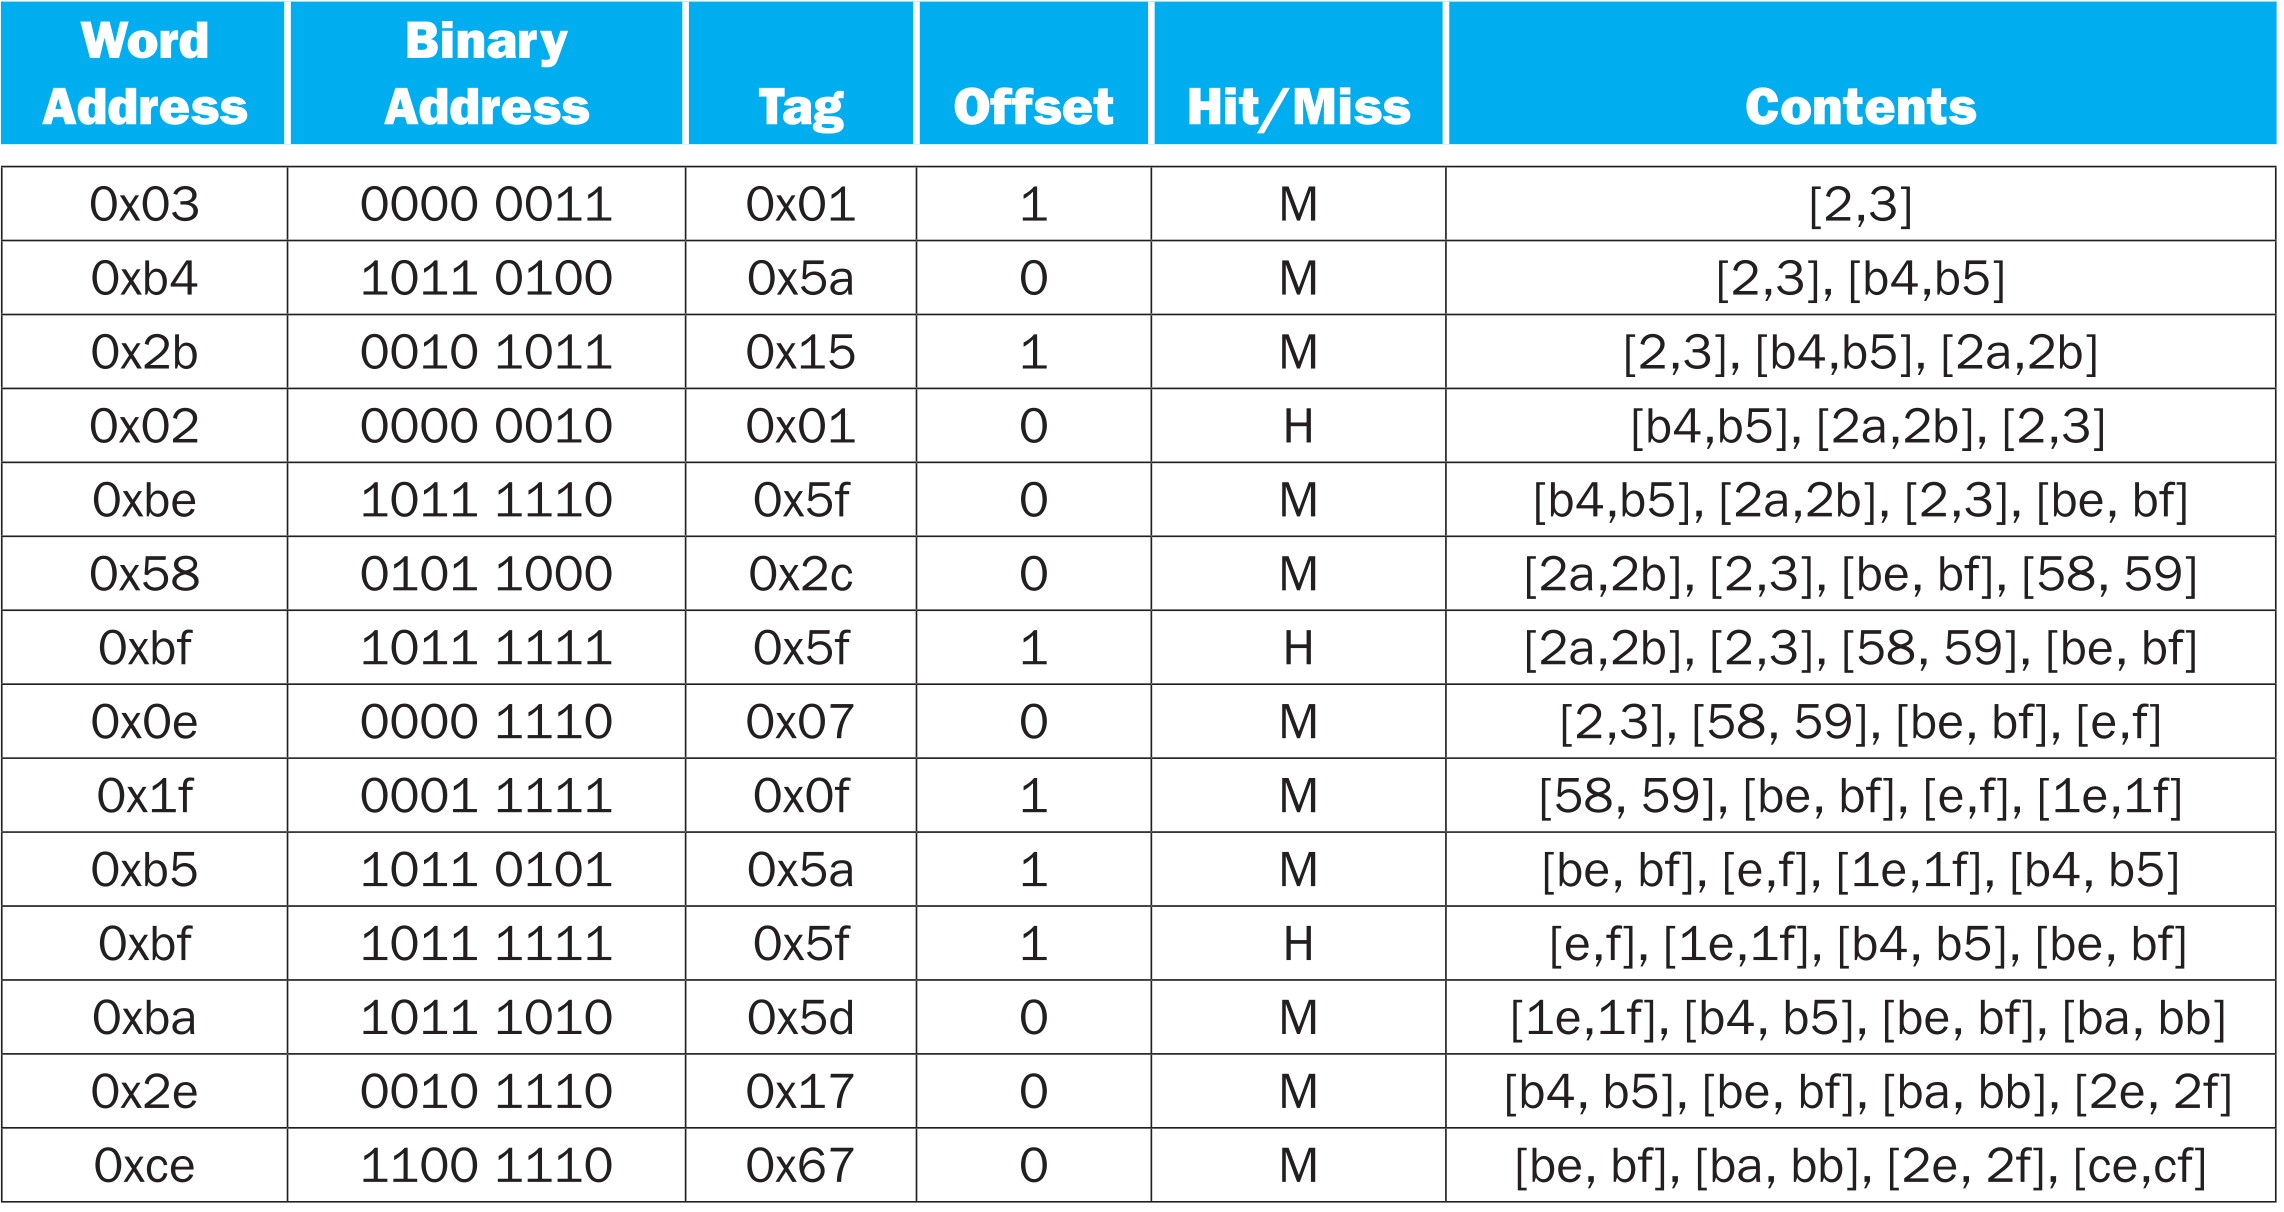 Word Address | Binary Address | Tag | Offset | Hit/Miss | Contents
0x03 | 0000 0011 | 0x01 | 1 | M | [2,3]
0xb4 | 1011 0100 | 0x5a | 0 | M | [2,3], [b4,b5]
0x2b | 0010 1011 | 0x15 | 1 | M | [2,3], [b4,b5], [2a,2b]
0x02 | 0000 0010 | 0x01 | 0 | H | [b4,b5], [2a,2b], [2,3]
0xbe | 1011 1110 | 0x5f | 0 | M | [b4,b5], [2a,2b], [2,3], [be, bf]
0x58 | 0101 1000 | 0x2c | 0 | M | [2a,2b], [2,3], [be, bf], [58, 59]
0xbf | 1011 1111 | 0x5f | 1 | H | [2a,2b], [2,3], [58, 59], [be, bf]
0x0e | 0000 1110 | 0x07 | 0 | M | [2,3], [58, 59], [be, bf], [e,f]
0x1f | 0001 1111 | 0x0f | 1 | M | [58, 59], [be, bf], [e,f], [1e,1f]
0xb5 | 1011 0101 | 0x5a | 1 | M | [be, bf], [e,f], [1e,1f], [b4, b5]
0xbf | 1011 1111 | 0x5f | 1 | H | [e,f], [1e,1f], [b4, b5], [be, bf]
0xba | 1011 1010 | 0x5d | 0 | M | [1e,1f], [b4, b5], [be, bf], [ba, bb]
0x2e | 0010 1110 | 0x17 | 0 | M | [b4, b5], [be, bf], [ba, bb], [2e, 2f]
0xce | 1100 1110 | 0x67 | 0 | M | [be, bf], [ba, bb], [2e, 2f], [ce,cf]